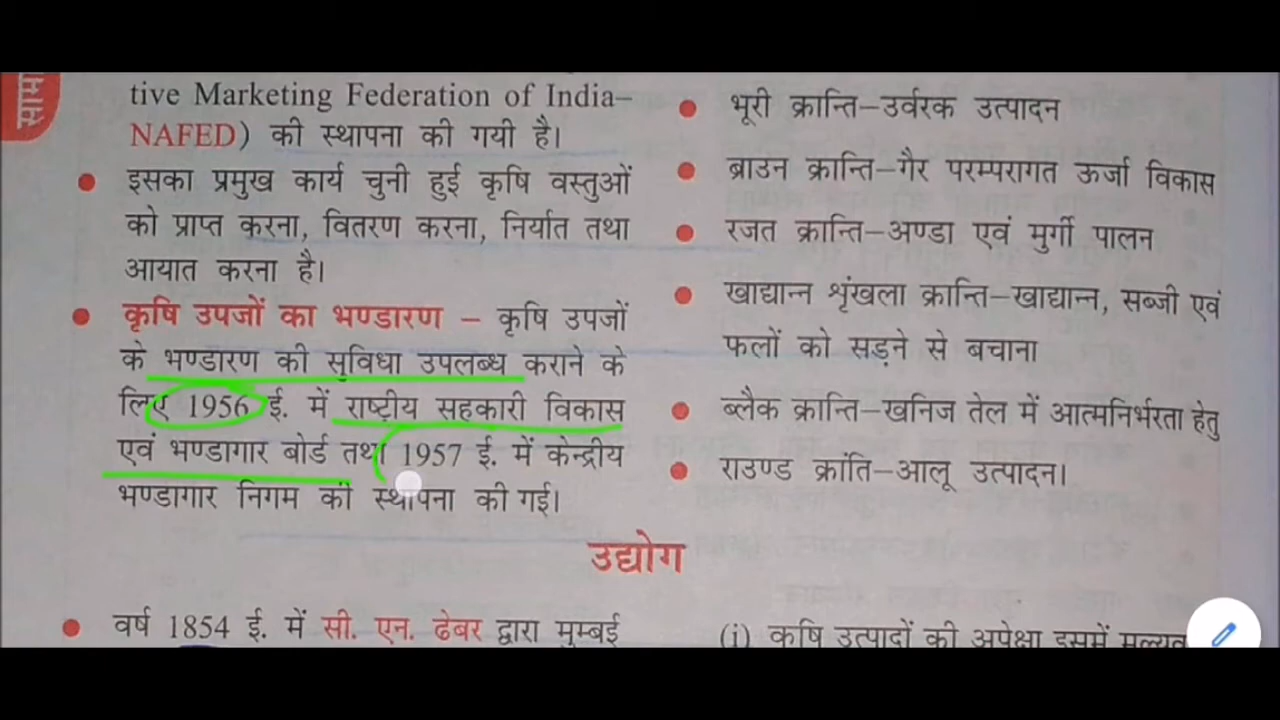 साम
tive Marketing Federation of India–
NAFED) की स्थापना की गयी है।
● इसका प्रमुख कार्य चुनी हुई कृषि वस्तुओं
को प्राप्त करना, वितरण करना, निर्यात तथा
आयात करना है।
● कृषि उपजों का भण्डारण – कृषि उपजों
के भण्डारण की सुविधा उपलब्ध कराने के
लिए 1956 ई. में राष्ट्रीय सहकारी विकास
एवं भण्डागार बोर्ड तथा 1957 ई. में केन्द्रीय
भण्डागार निगम की स्थापना की गई।
● भूरी क्रान्ति–उर्वरक उत्पादन
● ब्राउन क्रान्ति–गैर परम्परागत ऊर्जा विकास
● रजत क्रान्ति–अण्डा एवं मुर्गी पालन
● खाद्यान्न शृंखला क्रान्ति–खाद्यान्न, सब्जी एवं
फलों को सड़ने से बचाना
● ब्लैक क्रान्ति–खनिज तेल में आत्मनिर्भरता हेतु
● राउण्ड क्रांति–आलू उत्पादन।
उद्योग
● वर्ष 1854 ई. में सी. एन. ढेबर द्वारा मुम्बई
(i) कृषि उत्पादों की अपेक्षा इसमें